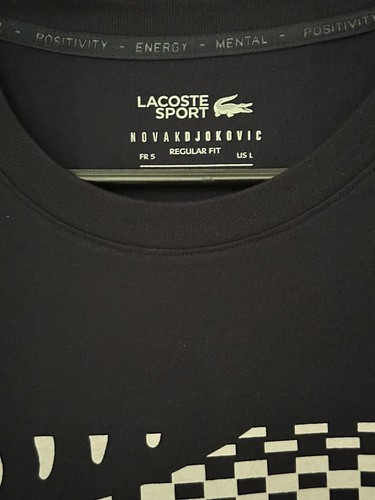 - POSITIVITY - ENERGY - MENTAL - POSITIVITY
LACOSTE
SPORT
NOVAKDJOKOVIC
REGULAR FIT
FR 5 US L